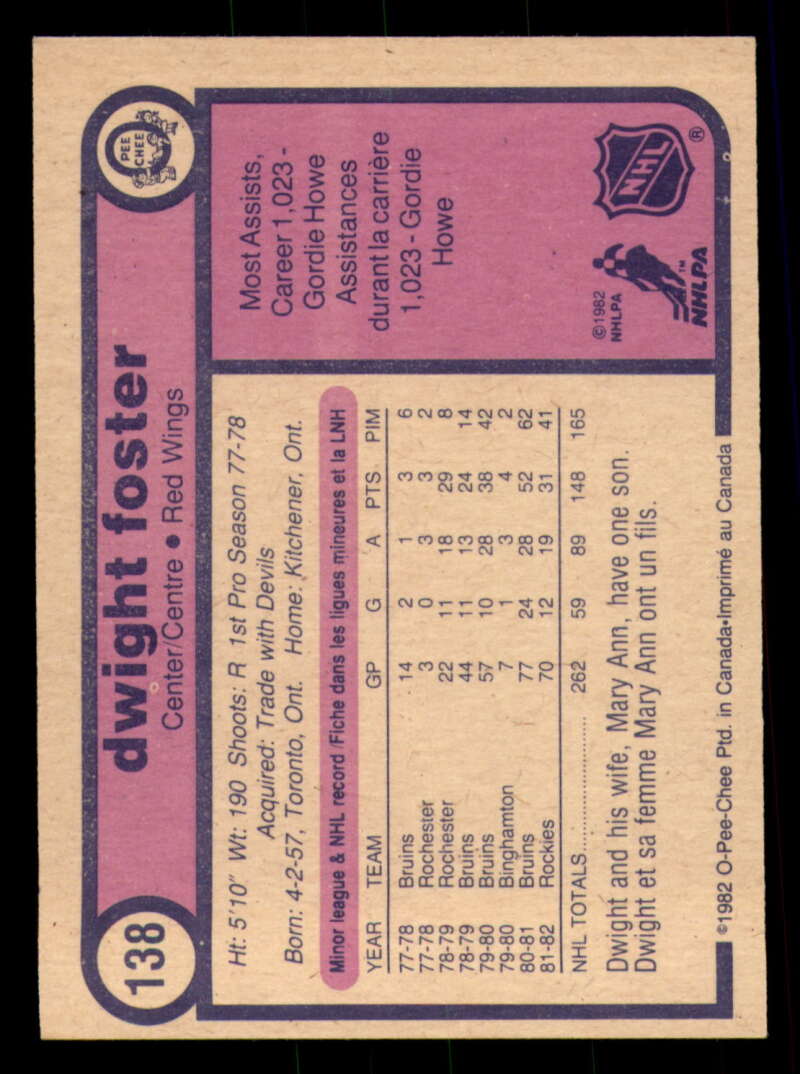 138
dwight foster
Center/Centre • Red Wings
O
PEE
CHEE
Ht: 5'10" Wt: 190 Shoots: R 1st Pro Season 77-78
Acquired: Trade with Devils
Born: 4-2-57, Toronto, Ont. Home: Kitchener, Ont.
Minor league & NHL record/Fiche dans les ligues mineures et la LNH
YEAR TEAM GP G A PTS PIM
77-78 Bruins 14 2 1 3 6
77-78 Rochester 3 0 3 3 2
78-79 Rochester 22 11 18 29 8
78-79 Bruins 44 11 13 24 14
79-80 Bruins 57 10 28 38 42
79-80 Binghamton 7 1 3 4 2
80-81 Bruins 77 24 28 52 62
81-82 Rockies 70 12 19 31 41
NHL TOTALS.................... 262 59 89 148 165
Dwight and his wife, Mary Ann, have one son.
Dwight et sa femme Mary Ann ont un fils.
Most Assists,
Career 1,023 -
Gordie Howe
Assistances
durant la carrière
1,023 - Gordie
Howe
©1982
NHLPA
NHLPA™
NHL ®
©1982 O-Pee-Chee Ptd. in Canada•Imprimé au Canada